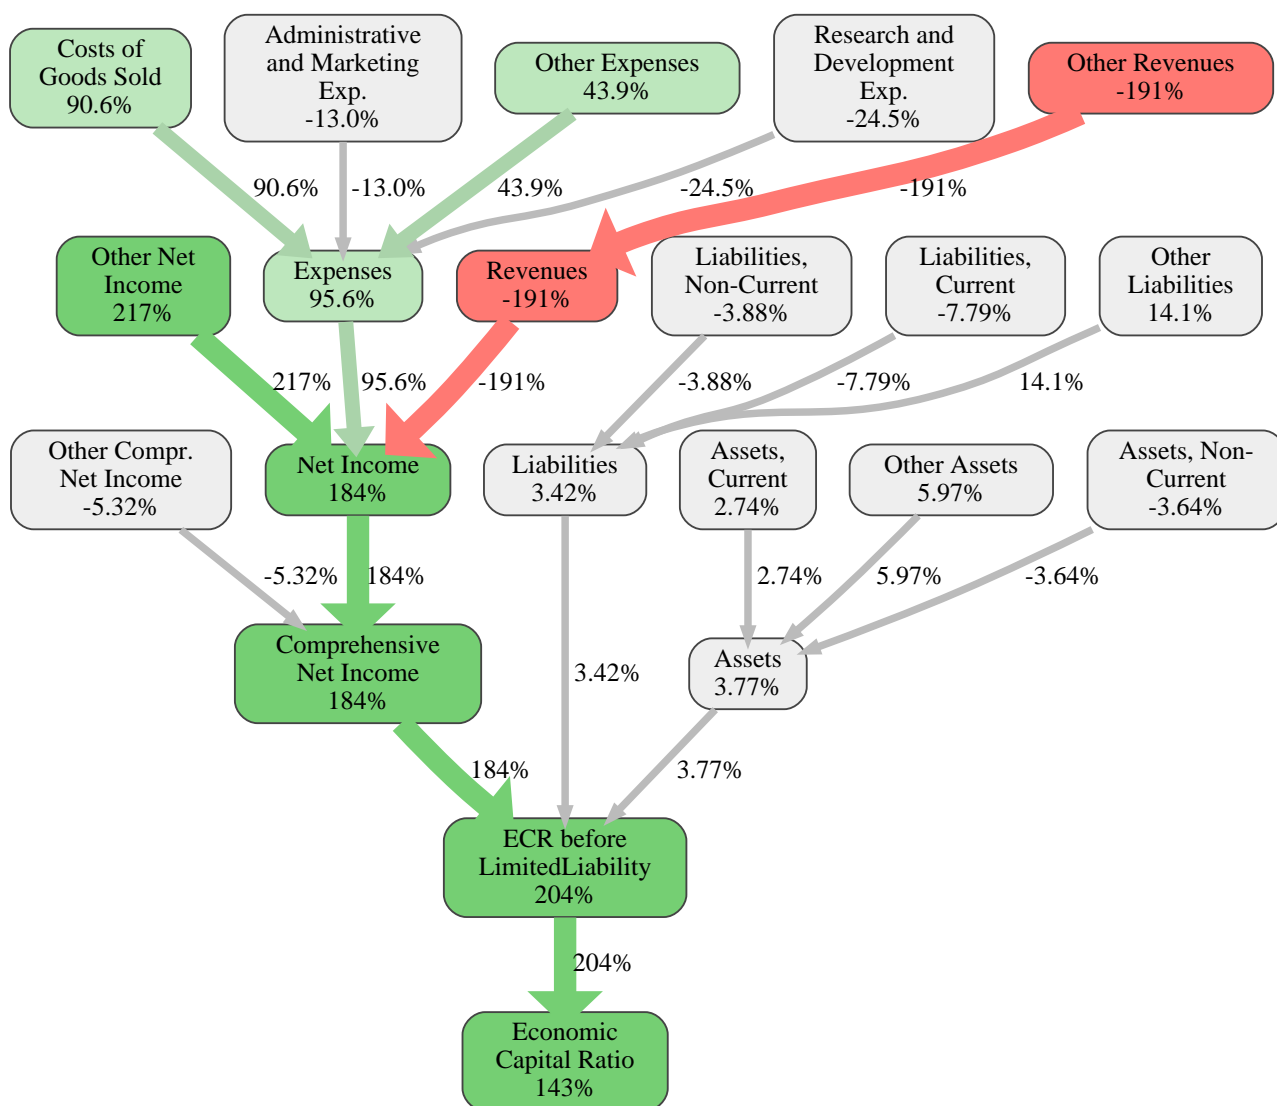 Costs of
Goods Sold
90.6%
Administrative
and Marketing
Exp.
-13.0%
Other Expenses
43.9%
Research and
Development
Exp.
-24.5%
Other Revenues
-191%
90.6%
-13.0%
43.9%
-24.5%
-191%
Other Net
Income
217%
Expenses
95.6%
Revenues
-191%
Liabilities,
Non-Current
-3.88%
Liabilities,
Current
-7.79%
Other
Liabilities
14.1%
217%
95.6%
-191%
-3.88%
-7.79%
14.1%
Other Compr.
Net Income
-5.32%
Net Income
184%
Liabilities
3.42%
Assets,
Current
2.74%
Other Assets
5.97%
Assets, Non-
Current
-3.64%
-5.32%
184%
2.74%
5.97%
-3.64%
Comprehensive
Net Income
184%
3.42%
Assets
3.77%
184%
3.77%
ECR before
LimitedLiability
204%
204%
Economic
Capital Ratio
143%